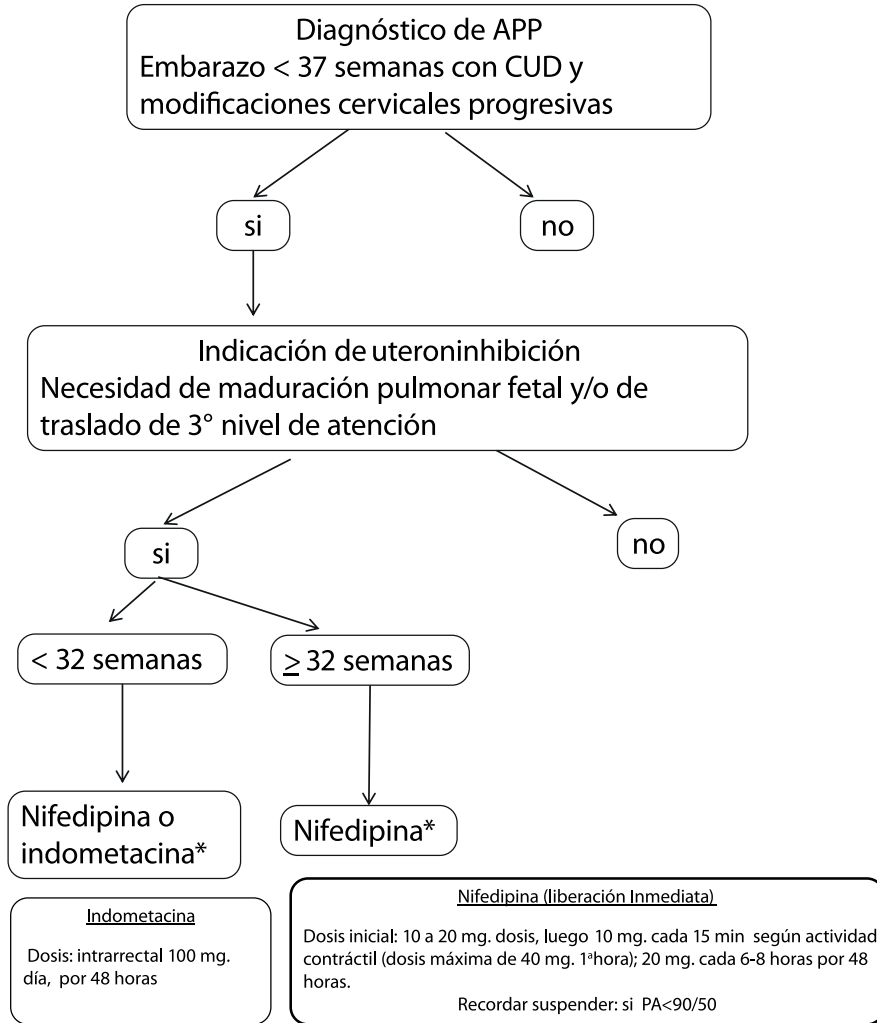 Diagnóstico de APP
Embarazo < 37 semanas con CUD y
modificaciones cervicales progresivas
si
no
Indicación de uteroninhibición
Necesidad de maduración pulmonar fetal y/o de
traslado de 3° nivel de atención
si
no
< 32 semanas
≥ 32 semanas
Nifedipina o
indometacina*
Nifedipina*
Indometacina
Dosis: intrarrectal 100 mg.
día, por 48 horas
Nifedipina (liberación Inmediata)
Dosis inicial: 10 a 20 mg. dosis, luego 10 mg. cada 15 min según actividad
contráctil (dosis máxima de 40 mg. 1ªhora); 20 mg. cada 6-8 horas por 48
horas.
Recordar suspender: si PA<90/50